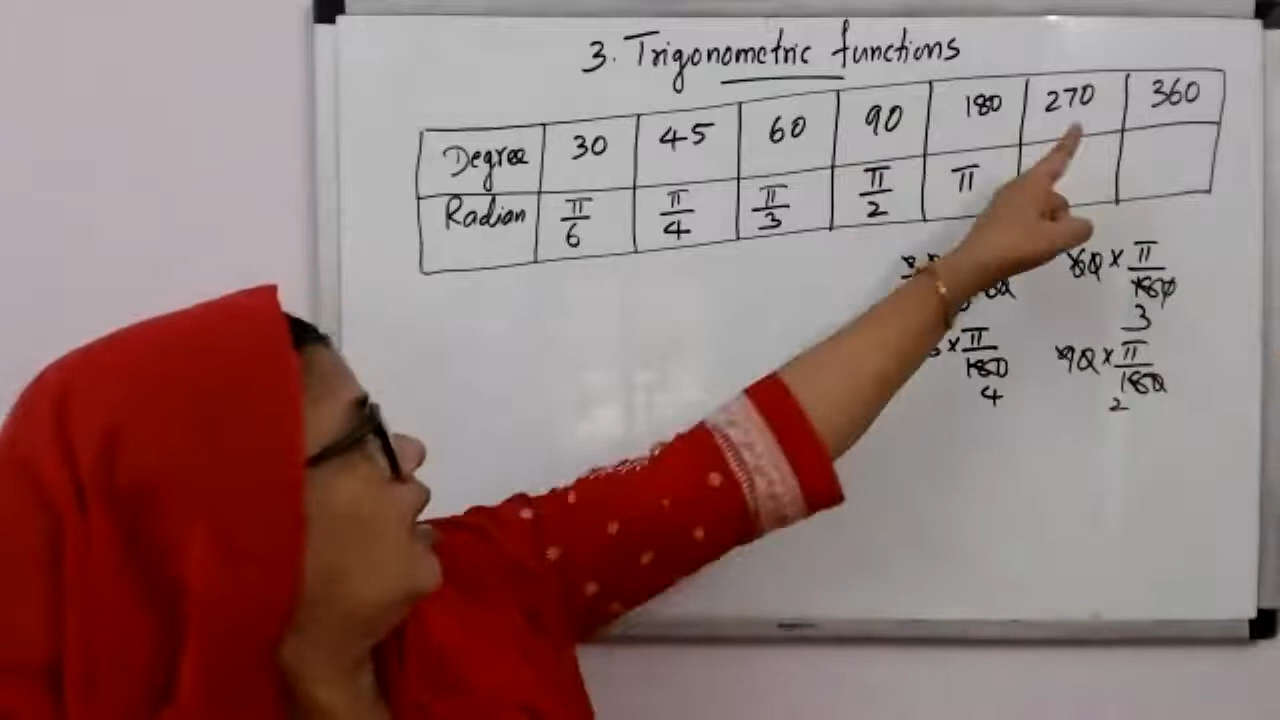 3. Trigonometric functions
Degree 30 45 60 90 180 270 360
Radian π/6 π/4 π/3 π/2 π
60 × π/180
3
× π/180
4
90 × π/180
2